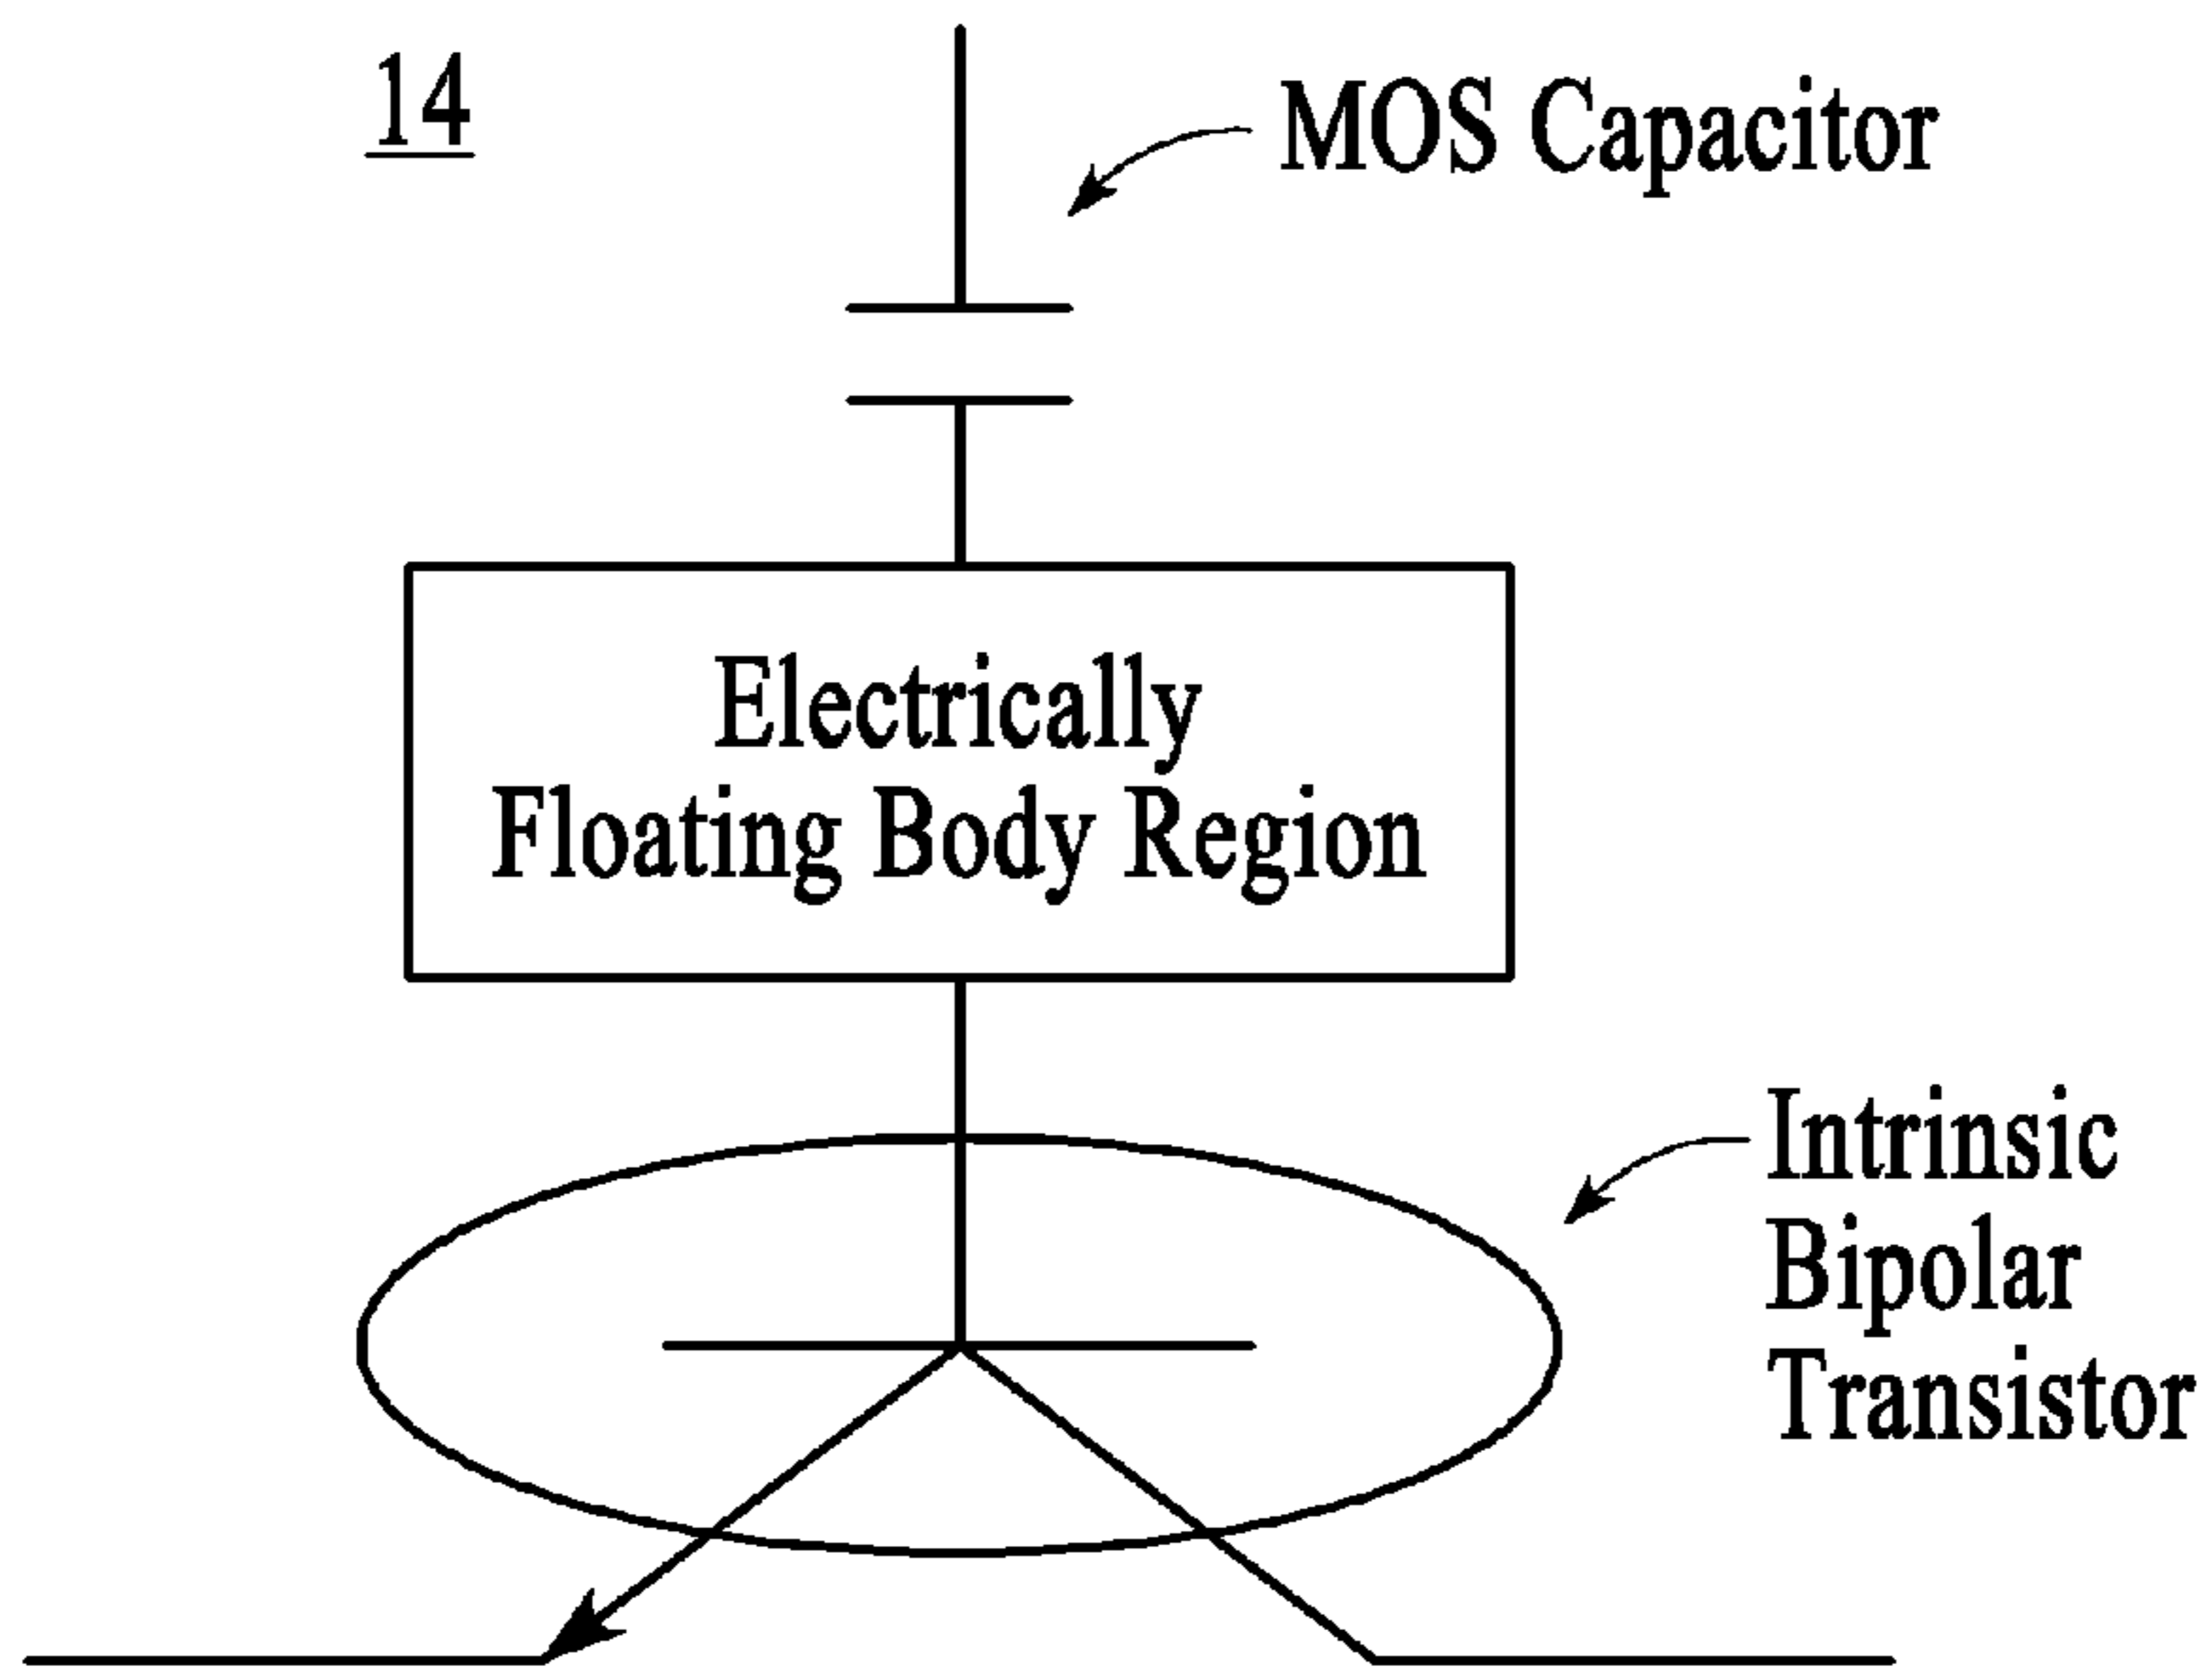 14
MOS Capacitor
Electrically
Floating Body Region
Intrinsic
Bipolar
Transistor